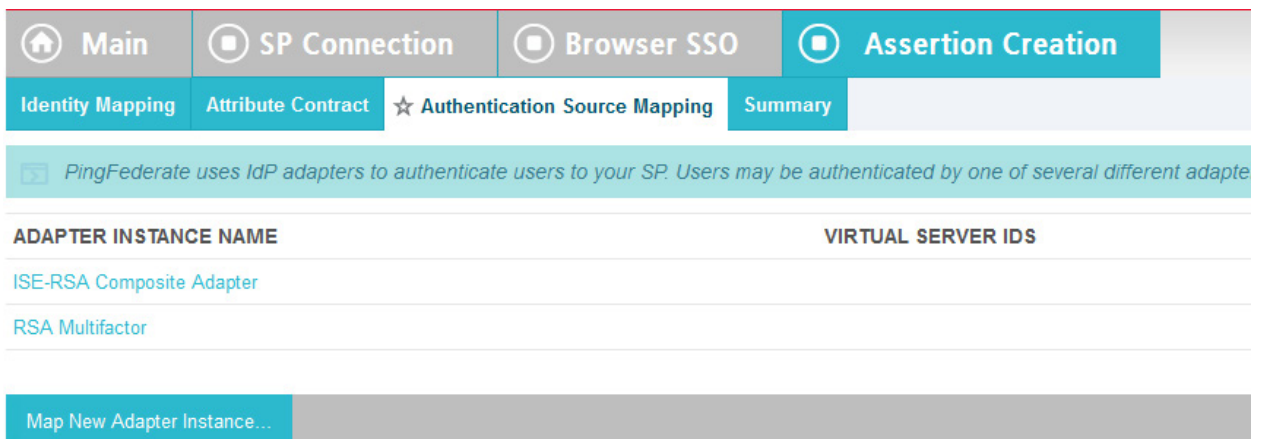 Main SP Connection Browser SSO Assertion Creation
Identity Mapping Attribute Contract Authentication Source Mapping Summary
PingFederate uses IdP adapters to authenticate users to your SP. Users may be authenticated by one of several different adapte
ADAPTER INSTANCE NAME VIRTUAL SERVER IDS
ISE-RSA Composite Adapter
RSA Multifactor
Map New Adapter Instance...